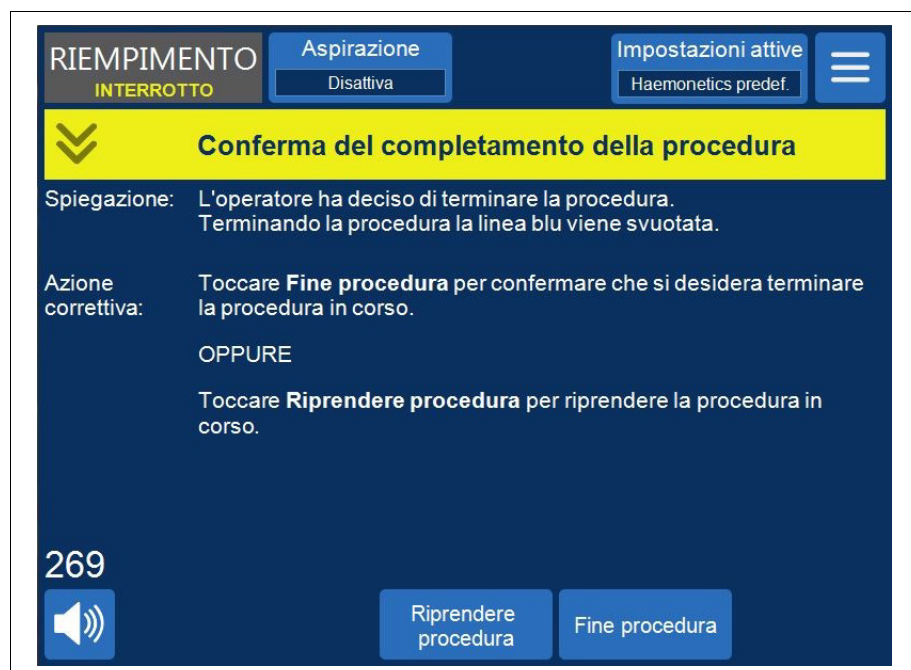 RIEMPIMENTO
INTERROTTO
Aspirazione
Disattiva
Impostazioni attive
Haemonetics predef.
Conferma del completamento della procedura
Spiegazione:
L'operatore ha deciso di terminare la procedura.
Terminando la procedura la linea blu viene svuotata.
Azione
correttiva:
Toccare Fine procedura per confermare che si desidera terminare
la procedura in corso.
OPPURE
Toccare Riprendere procedura per riprendere la procedura in
corso.
269
Riprendere
procedura
Fine procedura